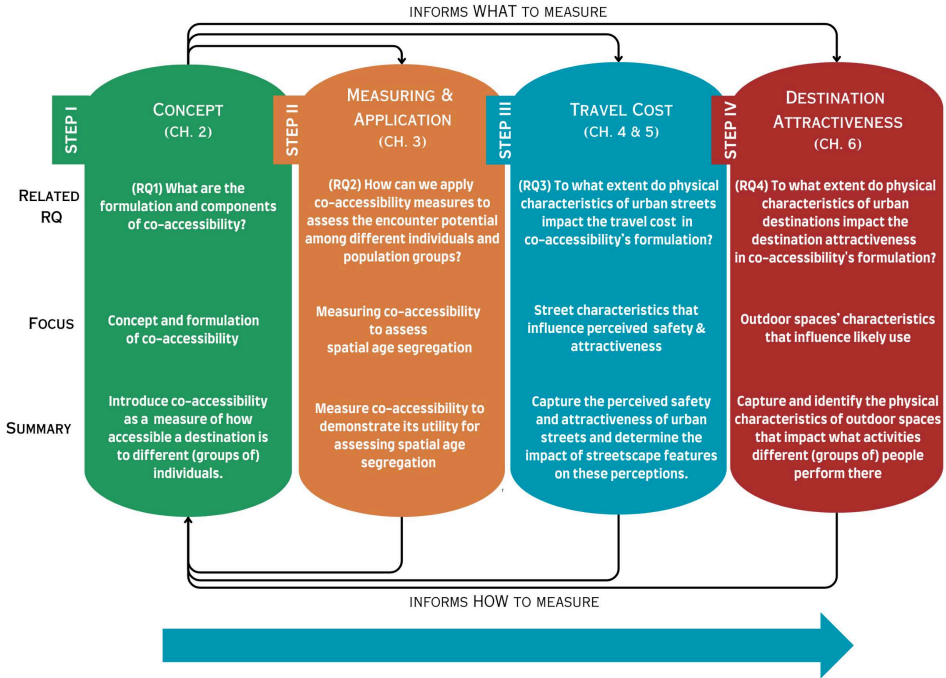 INFORMS WHAT TO MEASURE
STEP I
CONCEPT
(CH. 2)
STEP II
MEASURING &
APPLICATION
(CH. 3)
STEP III
TRAVEL COST
(CH. 4 & 5)
STEP IV
DESTINATION
ATTRACTIVENESS
(CH. 6)
RELATED
RQ
(RQ1) What are the
formulation and components
of co-accessibility?
(RQ2) How can we apply
co-accessibility measures to
assess the encounter potential
among different individuals and
population groups?
(RQ3) To what extent do physical
characteristics of urban streets
impact the travel cost in
co-accessibility's formulation?
(RQ4) To what extent do physical
characteristics of urban
destinations impact the
destination attractiveness
in co-accessibility's formulation?
FOCUS
Concept and formulation
of co-accessibility
Measuring co-accessibility
to assess
spatial age segregation
Street characteristics that
influence perceived safety &
attractiveness
Outdoor spaces' characteristics
that influence likely use
SUMMARY
Introduce co-accessibility
as a measure of how
accessible a destination is
to different (groups of)
individuals.
Measure co-accessibility to
demonstrate its utility for
assessing spatial age
segregation
Capture the perceived safety
and attractiveness of urban
streets and determine the
impact of streetscape features
on these perceptions.
Capture and identify the physical
characteristics of outdoor spaces
that impact what activities
different (groups of) people
perform there
INFORMS HOW TO MEASURE